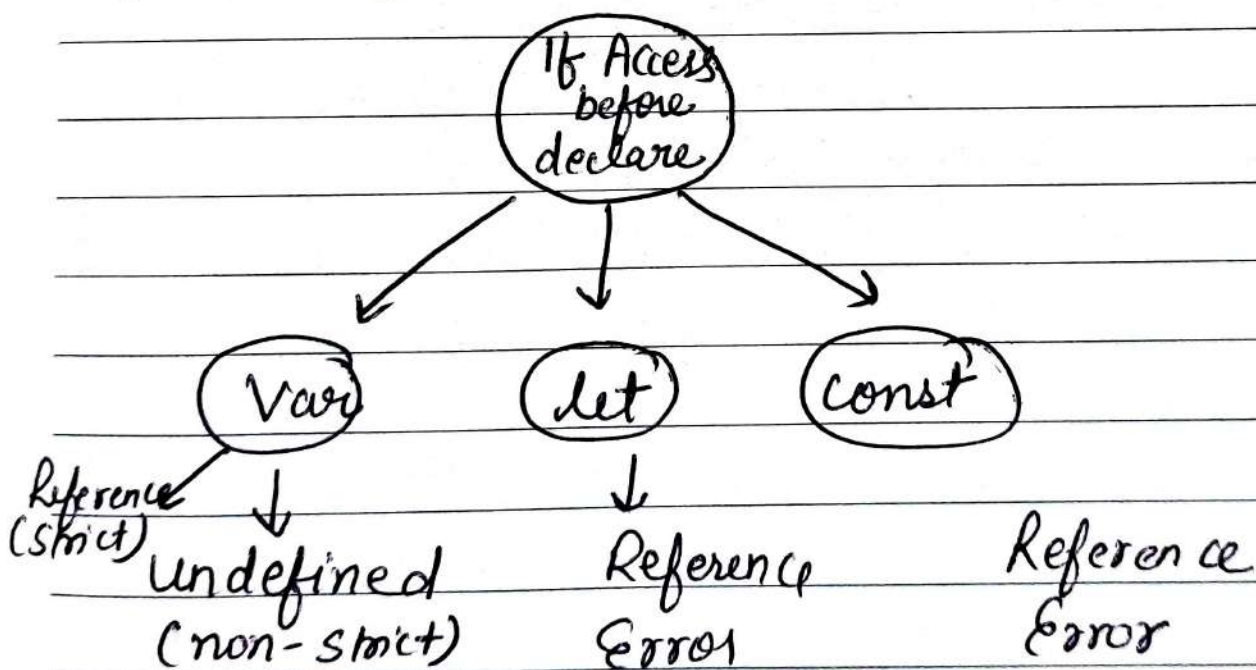 If Access
before
declare
Var
let
const
Reference
(Strict)
Undefined
(non-strict)
Reference
Error
Reference
Error